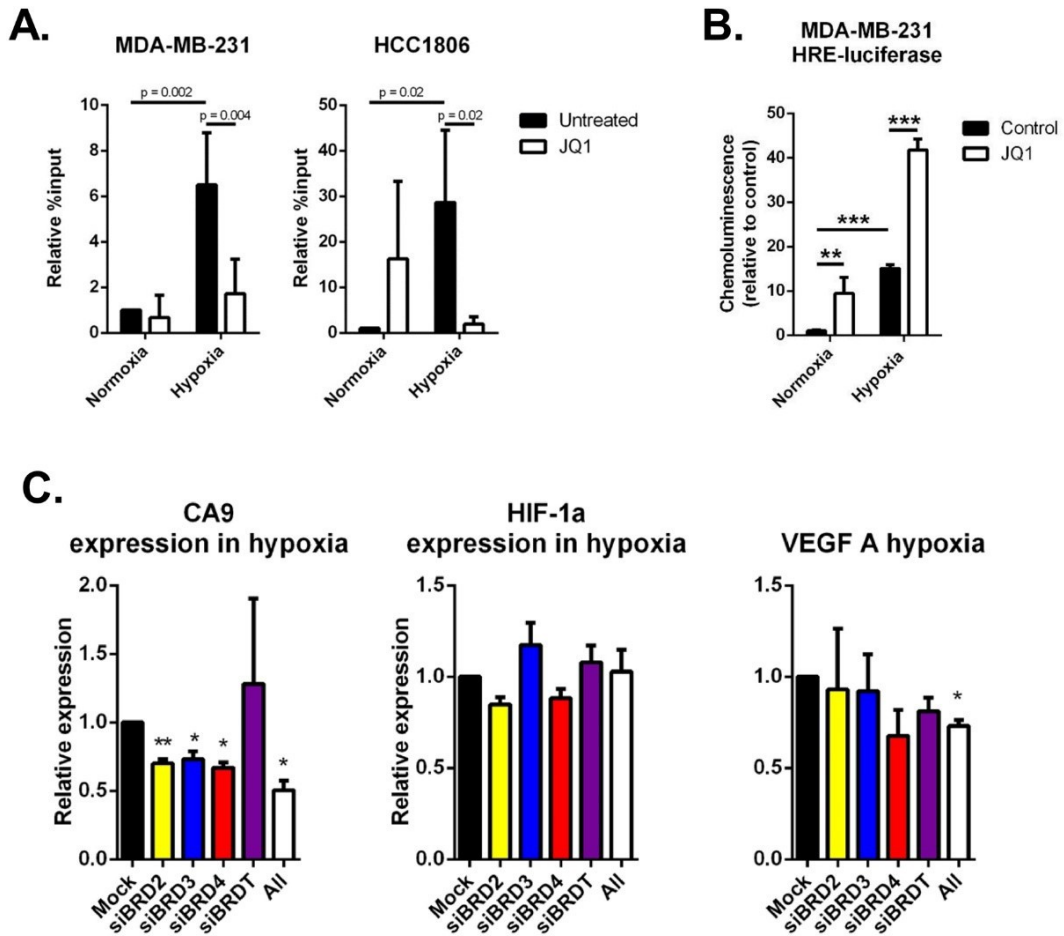 A.
MDA-MB-231
HCC1806
p = 0.002
p = 0.004
p = 0.02
p = 0.02
Relative %input
10
8
6
4
2
0
Normoxia
Hypoxia
Relative %input
50
40
30
20
10
0
Normoxia
Hypoxia
Untreated
JQ1
B.
MDA-MB-231
HRE-luciferase
Chemoluminescence
(relative to control)
50
40
30
20
10
0
**
***
***
Normoxia
Hypoxia
Control
JQ1
C.
CA9
expression in hypoxia
Relative expression
2.0
1.5
1.0
0.5
0.0
**
*
*
*
Mock
siBRD2
siBRD3
siBRD4
siBRDT
All
HIF-1a
expression in hypoxia
Relative expression
1.5
1.0
0.5
0.0
Mock
siBRD2
siBRD3
siBRD4
siBRDT
All
VEGF A hypoxia
1.5
1.0
0.5
0.0
*
Mock
siBRD2
siBRD3
siBRD4
siBRDT
All